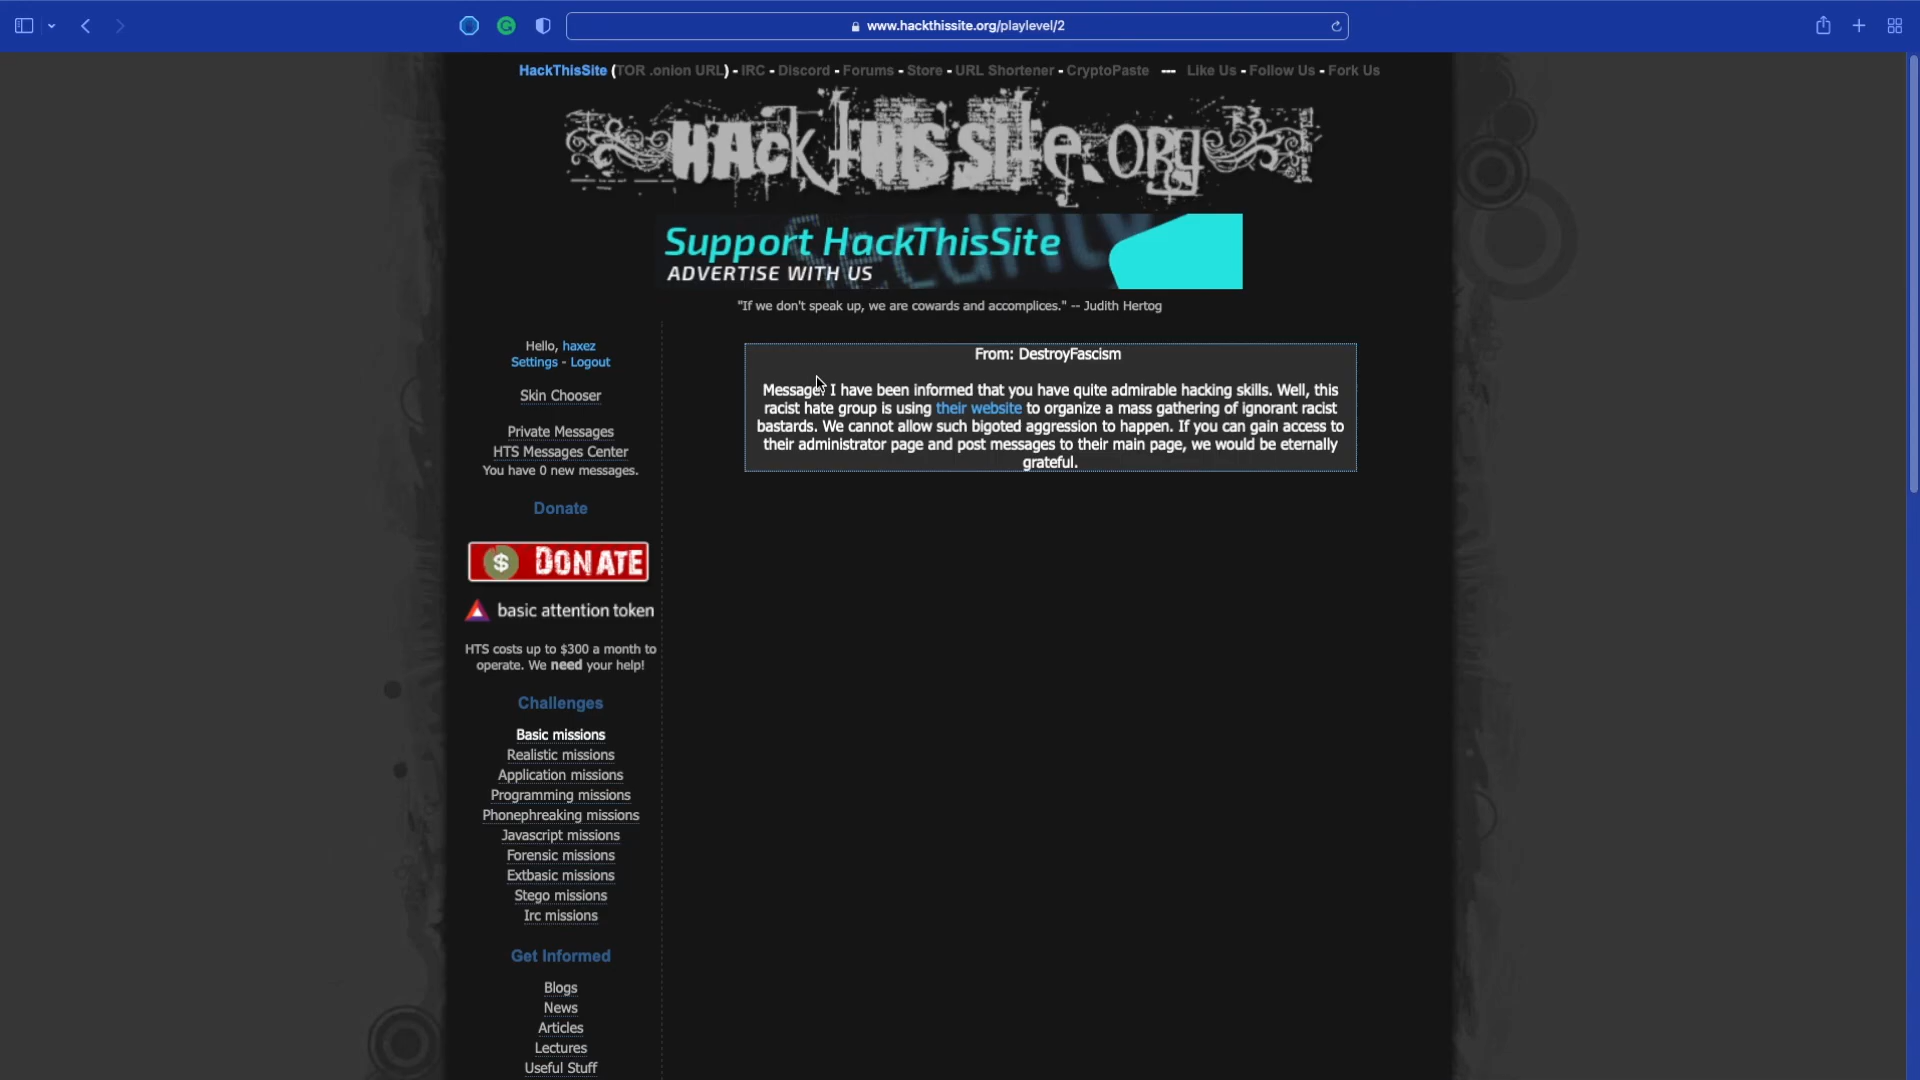 www.hackthissite.org/playlevel/2
HackThisSite (TOR .onion URL) - IRC - Discord - Forums - Store - URL Shortener - CryptoPaste --- Like Us - Follow Us - Fork Us
HACk tHIS SitE.ORg
Support HackThisSite
ADVERTISE WITH US
"If we don't speak up, we are cowards and accomplices." -- Judith Hertog
Hello, haxez
Settings - Logout
Skin Chooser
Private Messages
HTS Messages Center
You have 0 new messages.
Donate
$ DONATE
basic attention token
HTS costs up to $300 a month to
operate. We need your help!
Challenges
Basic missions
Realistic missions
Application missions
Programming missions
Phonephreaking missions
Javascript missions
Forensic missions
Extbasic missions
Stego missions
Irc missions
Get Informed
Blogs
News
Articles
Lectures
Useful Stuff
From: DestroyFascism
Message: I have been informed that you have quite admirable hacking skills. Well, this
racist hate group is using their website to organize a mass gathering of ignorant racist
bastards. We cannot allow such bigoted aggression to happen. If you can gain access to
their administrator page and post messages to their main page, we would be eternally
grateful.